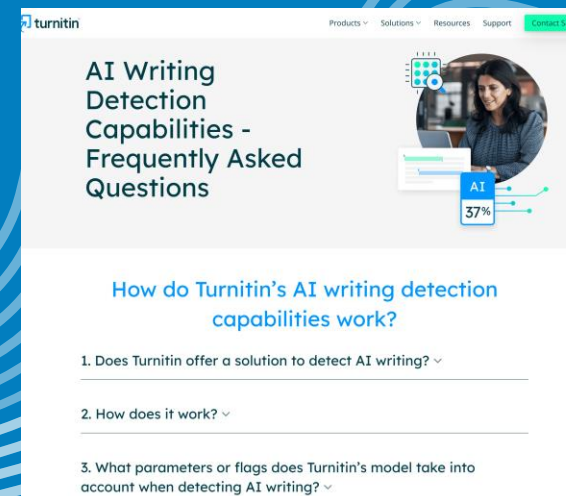 turnitin
Products Solutions Resources Support Contact S
AI Writing
Detection
Capabilities -
Frequently Asked
Questions
AI
37%
How do Turnitin's AI writing detection
capabilities work?
1. Does Turnitin offer a solution to detect AI writing?
2. How does it work?
3. What parameters or flags does Turnitin's model take into
account when detecting AI writing?